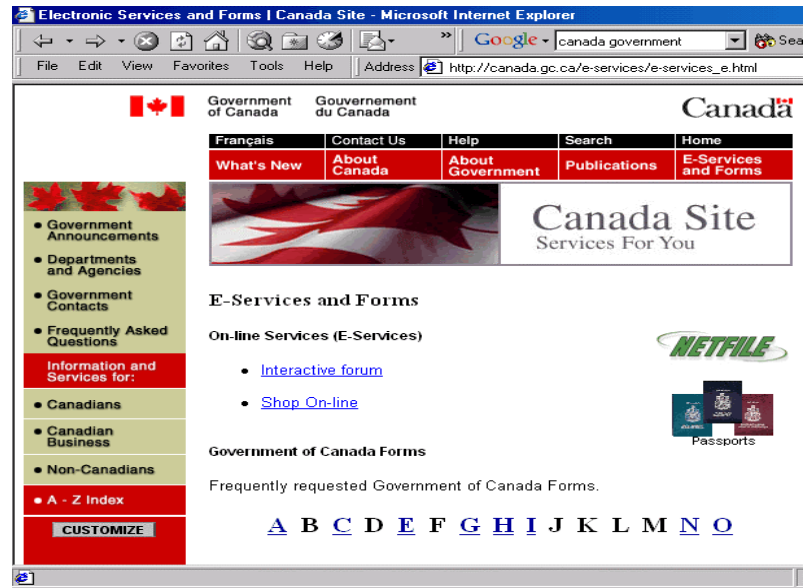 Electronic Services and Forms | Canada Site - Microsoft Internet Explorer
» Google canada government Sea
File Edit View Favorites Tools Help Address http://canada.gc.ca/e-services/e-services_e.html
Government of Canada
Gouvernement du Canada
Canada
Français Contact Us Help Search Home
What's New About Canada About Government Publications E-Services and Forms
Canada Site
Services For You
• Government Announcements
• Departments and Agencies
• Government Contacts
• Frequently Asked Questions
Information and Services for:
• Canadians
• Canadian Business
• Non-Canadians
• A - Z Index
CUSTOMIZE
E-Services and Forms
On-line Services (E-Services)
• Interactive forum
• Shop On-line
NETFILE
Passports
Government of Canada Forms
Frequently requested Government of Canada Forms.
A B C D E F G H I J K L M N O